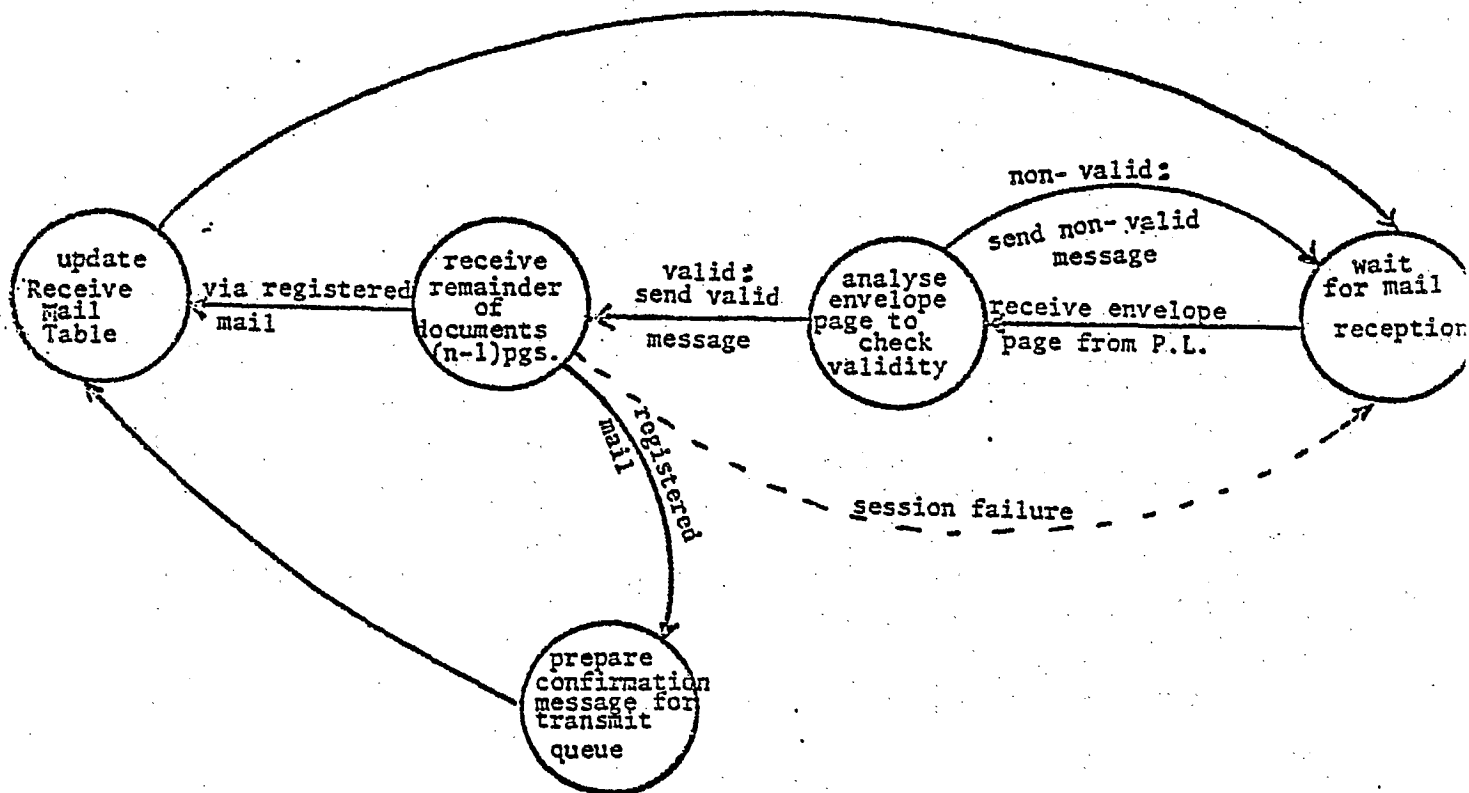 update
Receive
Mail
Table
via registered
mail
receive
remainder
of
documents
(n-1)pgs.
valid:
send valid
message
analyse
envelope
page to
check
validity
non-valid:
send non-valid
message
receive envelope
page from P.L.
wait
for mail
reception
registered
mail
session failure
prepare
confirmation
message for
transmit
queue